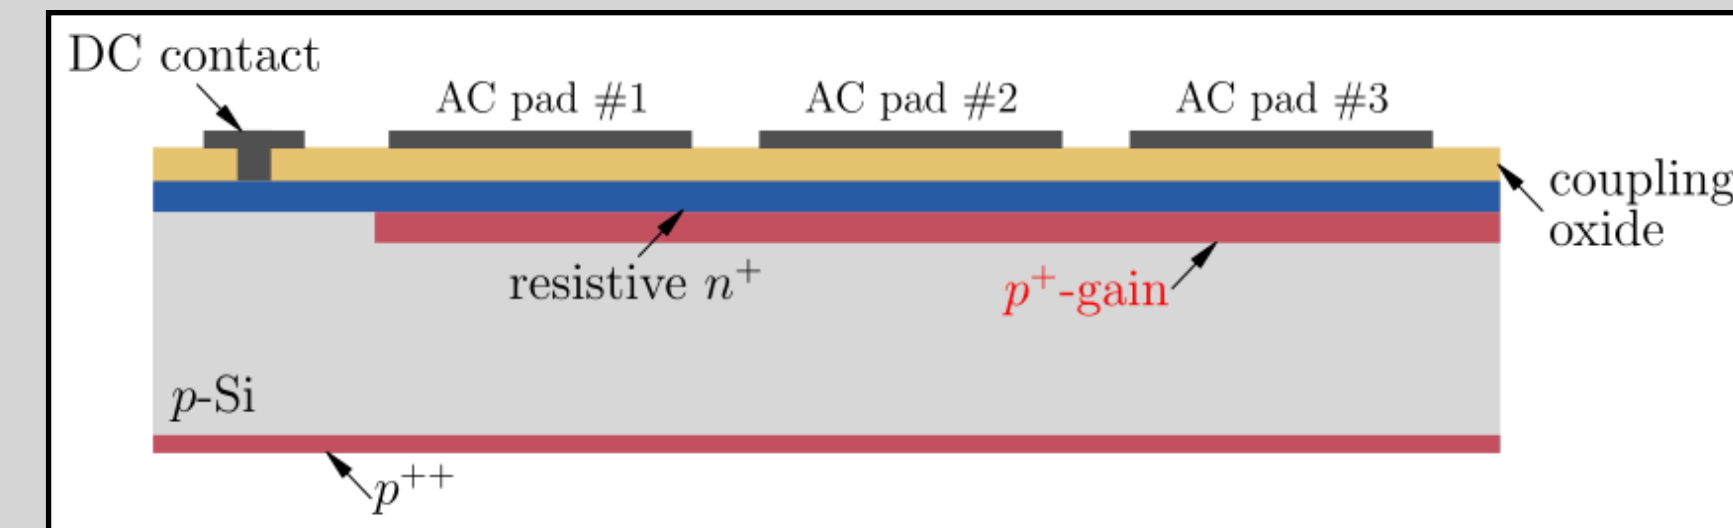 DC contact
AC pad #1
AC pad #2
AC pad #3
coupling
oxide
resistive n⁺
p⁺-gain
p-Si
p⁺⁺